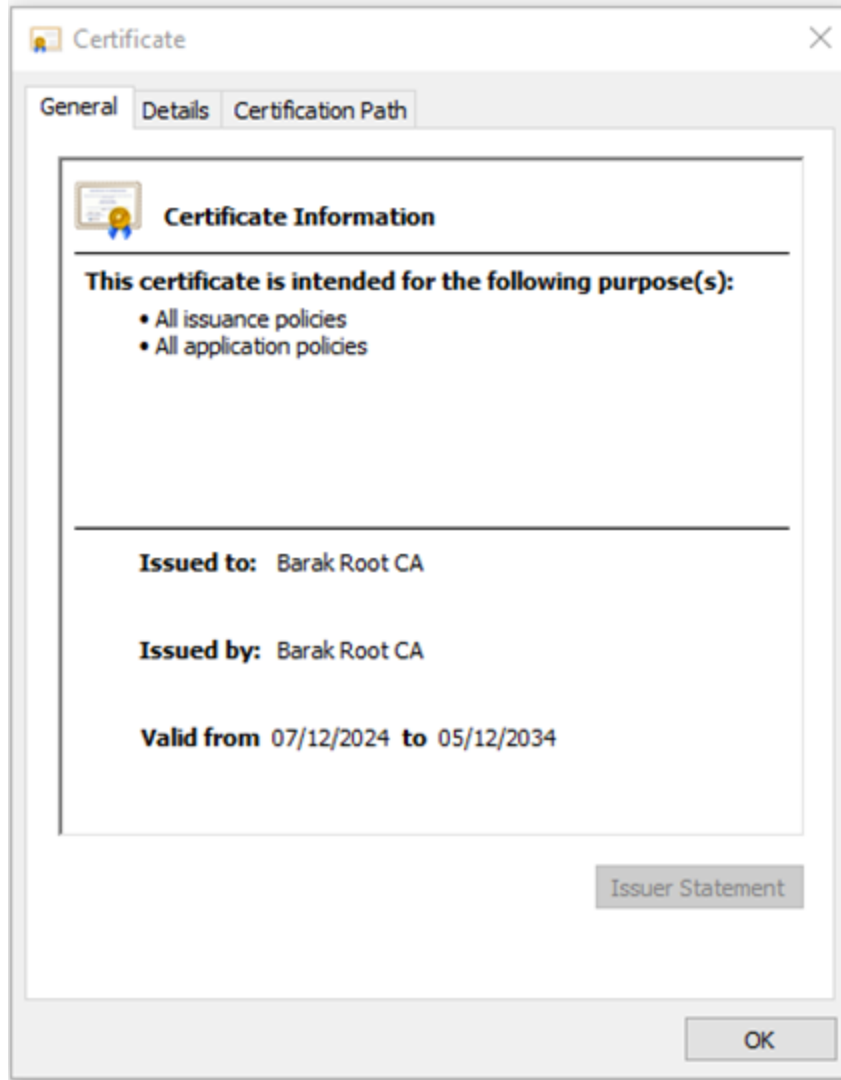 Certificate
General Details Certification Path
Certificate Information
This certificate is intended for the following purpose(s):
• All issuance policies
• All application policies
Issued to: Barak Root CA
Issued by: Barak Root CA
Valid from 07/12/2024 to 05/12/2034
Issuer Statement
OK